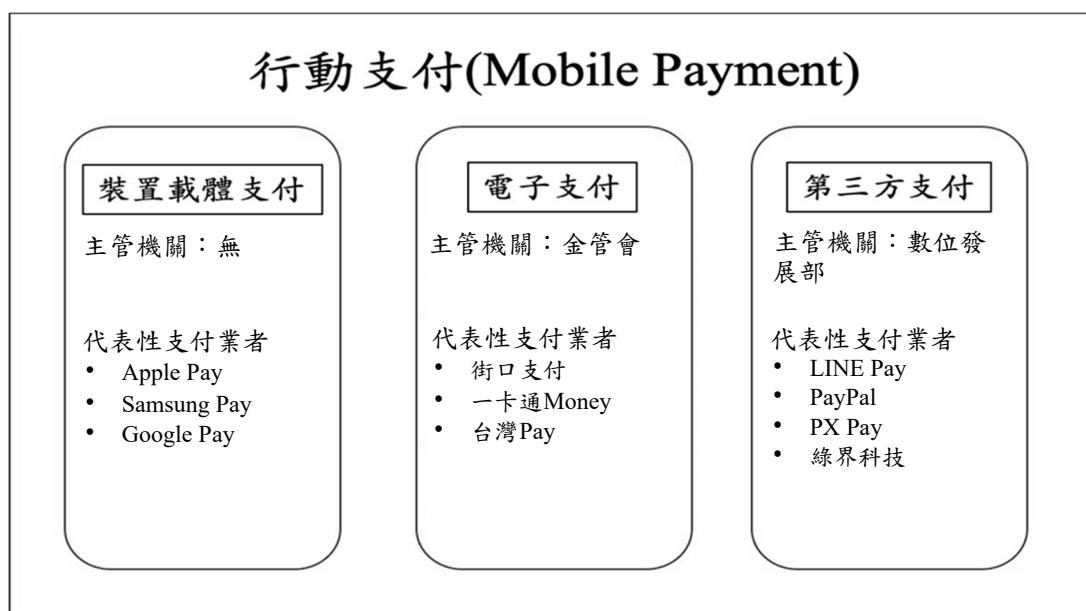 行動支付(Mobile Payment)
裝置載體支付
主管機關：無
代表性支付業者
• Apple Pay
• Samsung Pay
• Google Pay
電子支付
主管機關：金管會
代表性支付業者
• 街口支付
• 一卡通Money
• 台灣Pay
第三方支付
主管機關：數位發
展部
代表性支付業者
• LINE Pay
• PayPal
• PX Pay
• 綠界科技